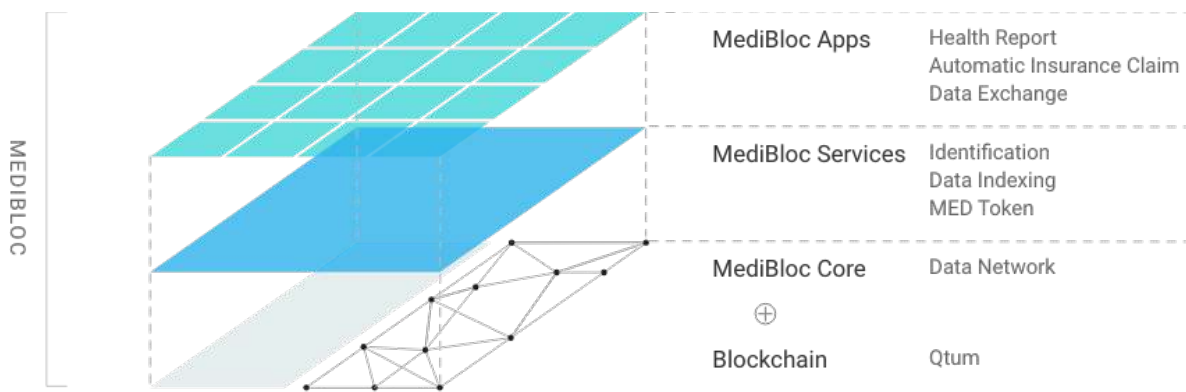 MEDIBLOC
MediBloc Apps
Health Report
Automatic Insurance Claim
Data Exchange
MediBloc Services
Identification
Data Indexing
MED Token
MediBloc Core
Data Network
Blockchain
Qtum